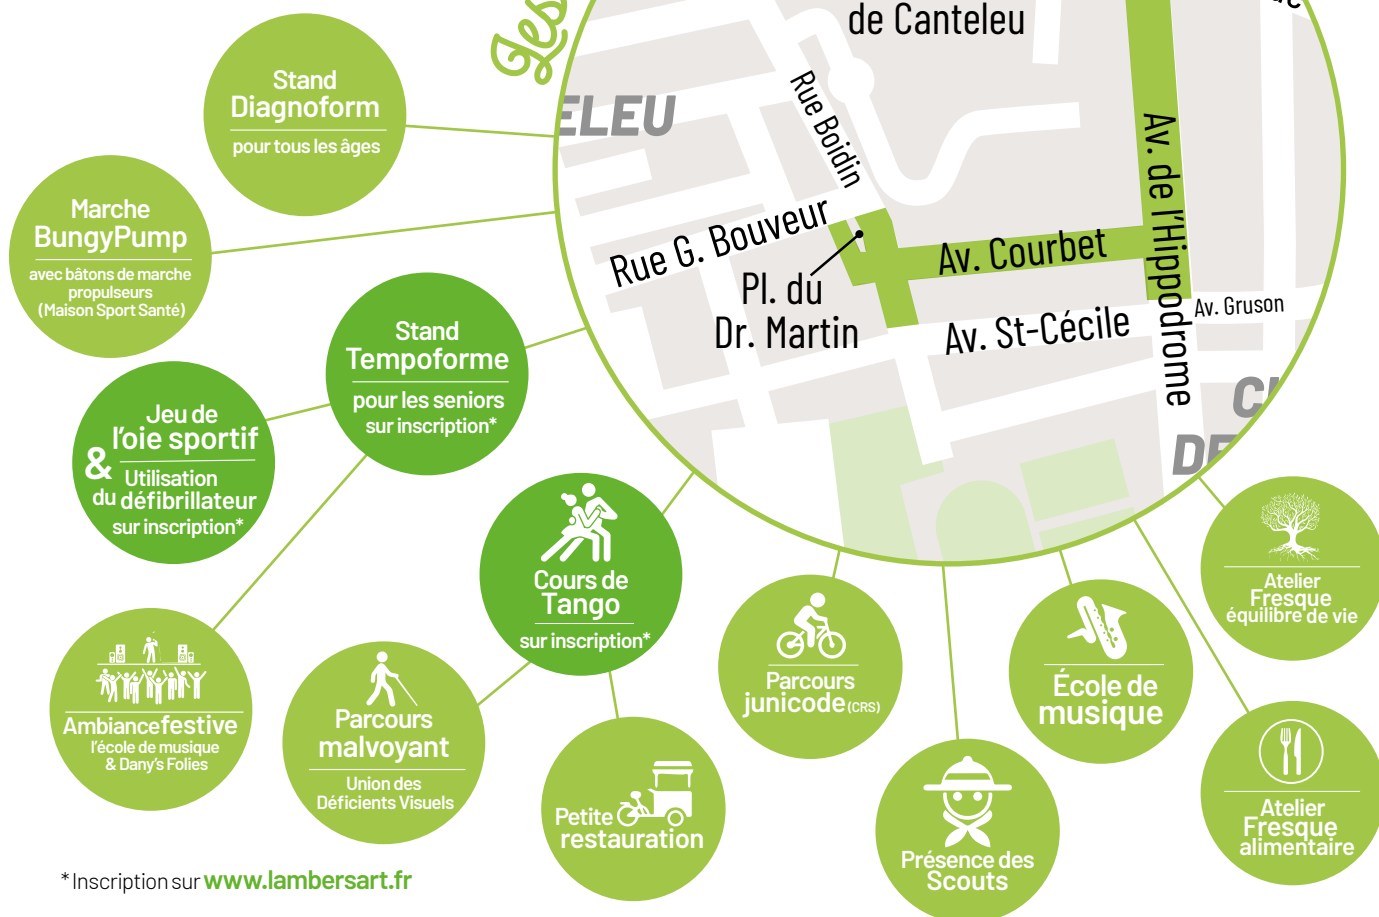 Les
de Canteleu
Rue Boidin
ELEU
Av. de l'Hippodrome
Rue G. Bouveur
Av. Courbet
Pl. du
Dr. Martin
Av. St-Cécile
Av. Gruson
Stand
Diagnoform
pour tous les âges
Marche
BungyPump
avec bâtons de marche
propulseurs
(Maison Sport Santé)
Stand
Tempoforme
pour les seniors
sur inscription*
Jeu de
l'oie sportif
&
Utilisation
du défibrillateur
sur inscription*
Cours de
Tango
sur inscription*
Ambiance festive
l'école de musique
& Dany's Folies
Parcours
malvoyant
Union des
Déficients Visuels
Petite
restauration
Parcours
junicode (CRS)
Présence des
Scouts
École de
musique
Atelier
Fresque
équilibre de vie
Atelier
Fresque
alimentaire
* Inscription sur www.lambersart.fr